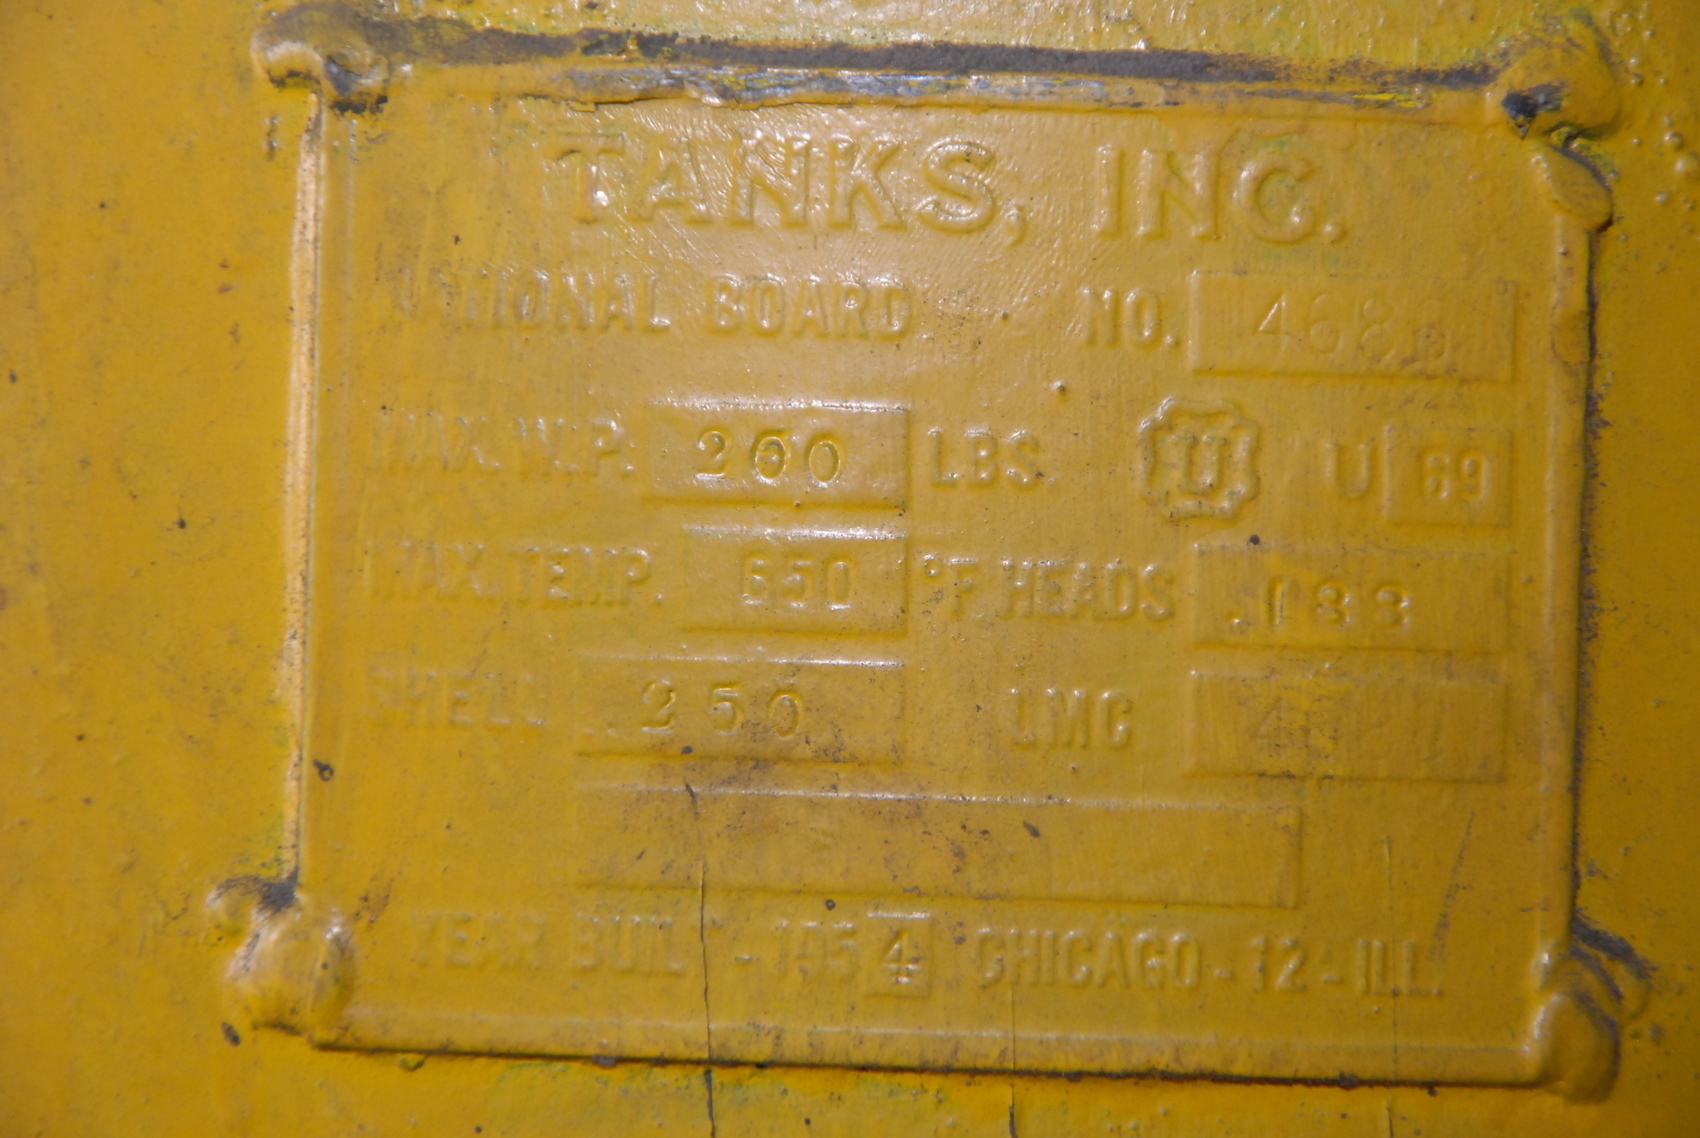 TANKS, INC.
NATIONAL BOARD NO. 4686
MAX. W.P. 200 LBS. U U 69
MAX. TEMP. 650 °F. HEADS .188
SHELL 250 LMC
YEAR BUILT - 1954 CHICAGO - 12 - ILL.